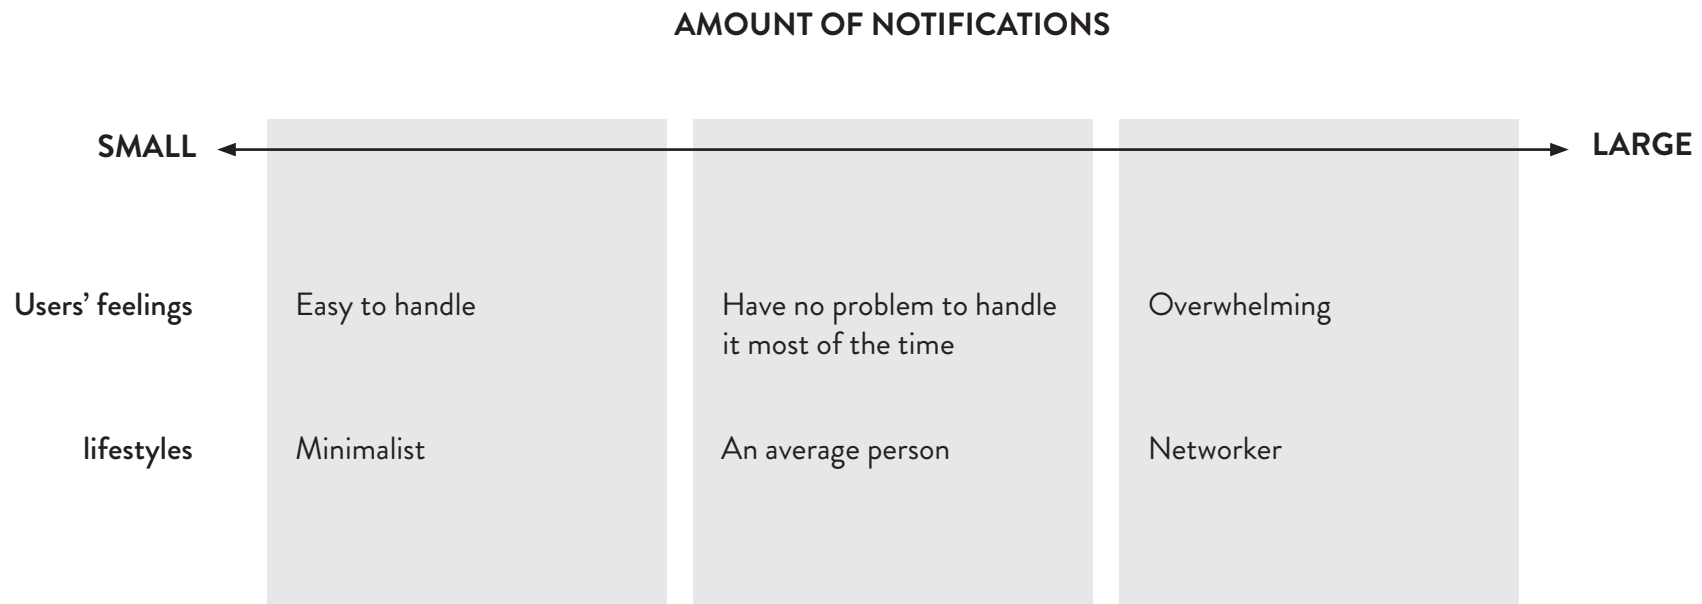 AMOUNT OF NOTIFICATIONS
SMALL
LARGE
Users’ feelings
Easy to handle
Have no problem to handle
it most of the time
Overwhelming
lifestyles
Minimalist
An average person
Networker